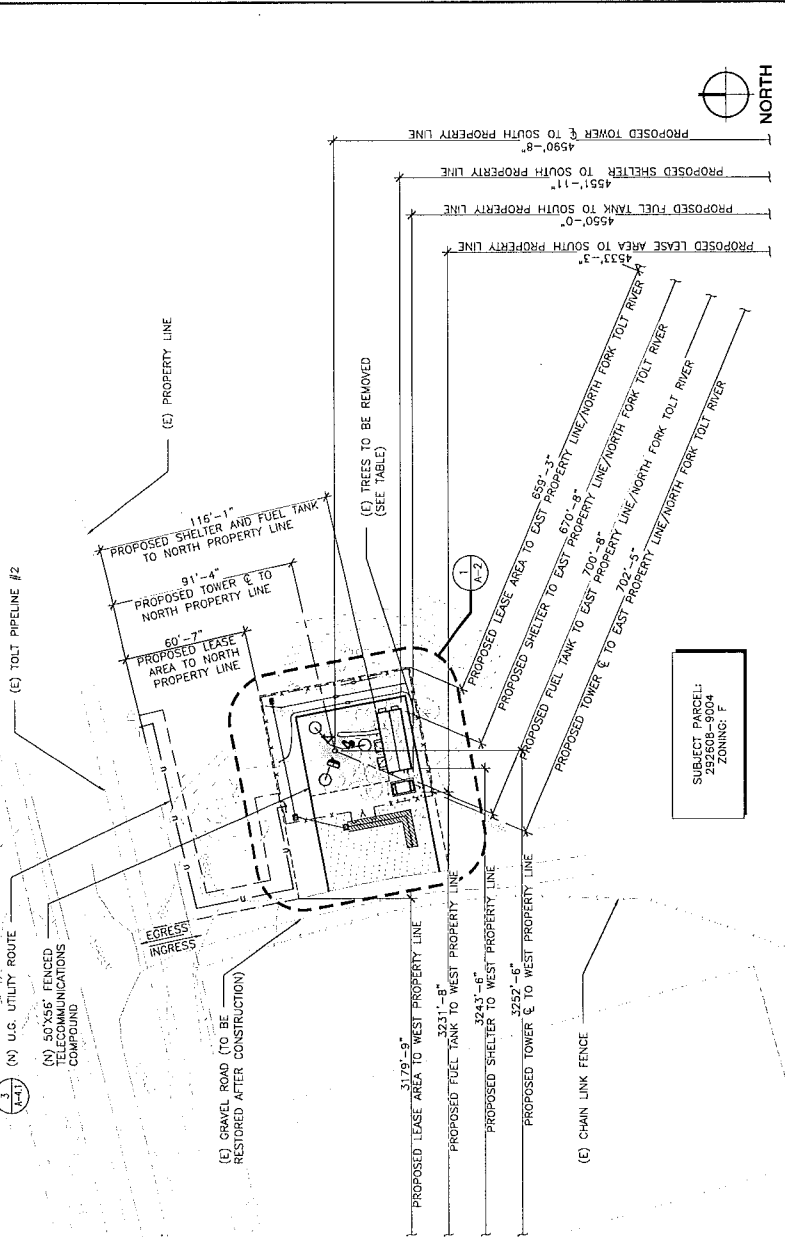 (E) TOLT PIPELINE #2
3
A-4.1
(N) U.G. UTILITY ROUTE
(N) 50'X56' FENCED
TELECOMMUNICATIONS
COMPOUND
(E) PROPERTY LINE
NORTH
116'-1"
PROPOSED SHELTER AND FUEL TANK
TO NORTH PROPERTY LINE
91'-4"
PROPOSED TOWER ℄ TO
NORTH PROPERTY LINE
60'-7"
PROPOSED LEASE
AREA TO NORTH
PROPERTY LINE
4590'-8"
PROPOSED TOWER ℄ TO SOUTH PROPERTY LINE
4551'-11"
PROPOSED SHELTER TO SOUTH PROPERTY LINE
4550'-0"
PROPOSED FUEL TANK TO SOUTH PROPERTY LINE
4533'-3"
PROPOSED LEASE AREA TO SOUTH PROPERTY LINE
(E) TREES TO BE REMOVED
(SEE TABLE)
1
A-2
EGRESS
INGRESS
U
U
U
U
U
U
U
(E) GRAVEL ROAD (TO BE
RESTORED AFTER CONSTRUCTION)
659'-3"
PROPOSED LEASE AREA TO EAST PROPERTY LINE/NORTH FORK TOLT RIVER
670'-8"
PROPOSED SHELTER TO EAST PROPERTY LINE/NORTH FORK TOLT RIVER
700'-8"
PROPOSED FUEL TANK TO EAST PROPERTY LINE/NORTH FORK TOLT RIVER
702'-5"
PROPOSED TOWER ℄ TO EAST PROPERTY LINE/NORTH FORK TOLT RIVER
3179'-9"
PROPOSED LEASE AREA TO WEST PROPERTY LINE
3231'-8"
PROPOSED FUEL TANK TO WEST PROPERTY LINE
3243'-6"
PROPOSED SHELTER TO WEST PROPERTY LINE
3252'-6"
PROPOSED TOWER ℄ TO WEST PROPERTY LINE
(E) CHAIN LINK FENCE
SUBJECT PARCEL:
292608-9004
ZONING: F